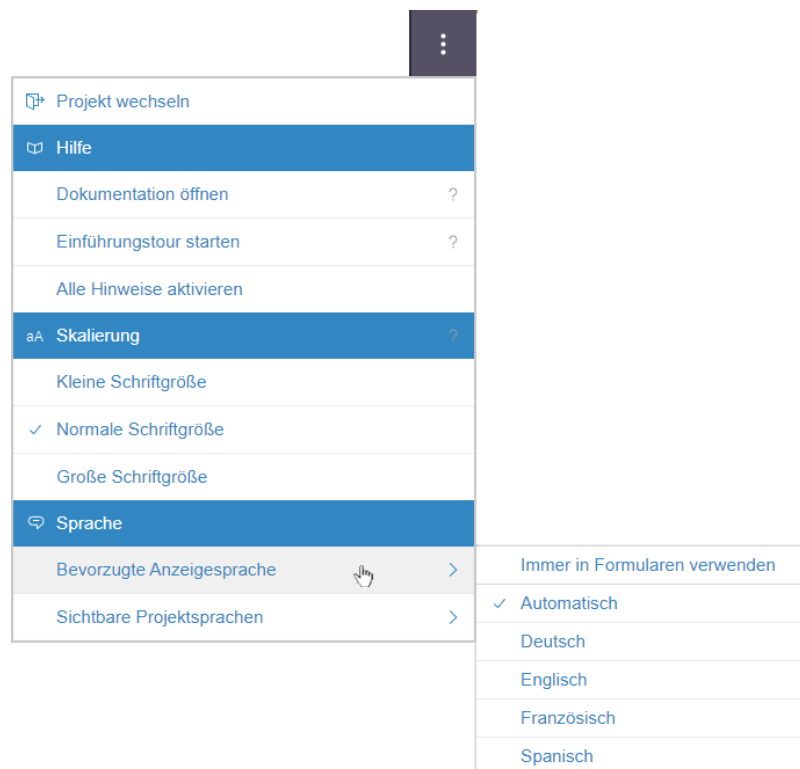 Projekt wechseln
Hilfe
Dokumentation öffnen ?
Einführungstour starten ?
Alle Hinweise aktivieren
aA Skalierung ?
Kleine Schriftgröße
Normale Schriftgröße
Große Schriftgröße
Sprache
Bevorzugte Anzeigesprache
Sichtbare Projektsprachen
Immer in Formularen verwenden
Automatisch
Deutsch
Englisch
Französisch
Spanisch